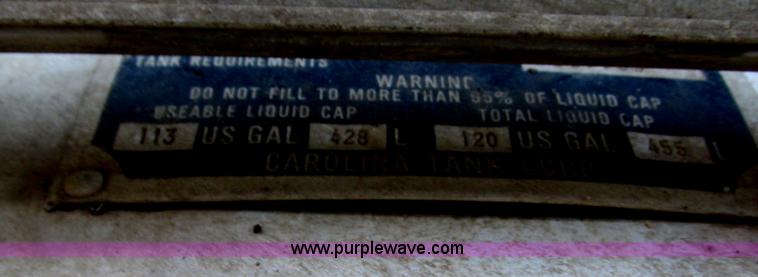 TANK REQUIREMENTS
WARNING
DO NOT FILL TO MORE THAN 95% OF LIQUID CAP
USEABLE LIQUID CAP TOTAL LIQUID CAP
113 US GAL 428 L 120 US GAL 455 L
CAROLINA TANK CORP
www.purplewave.com